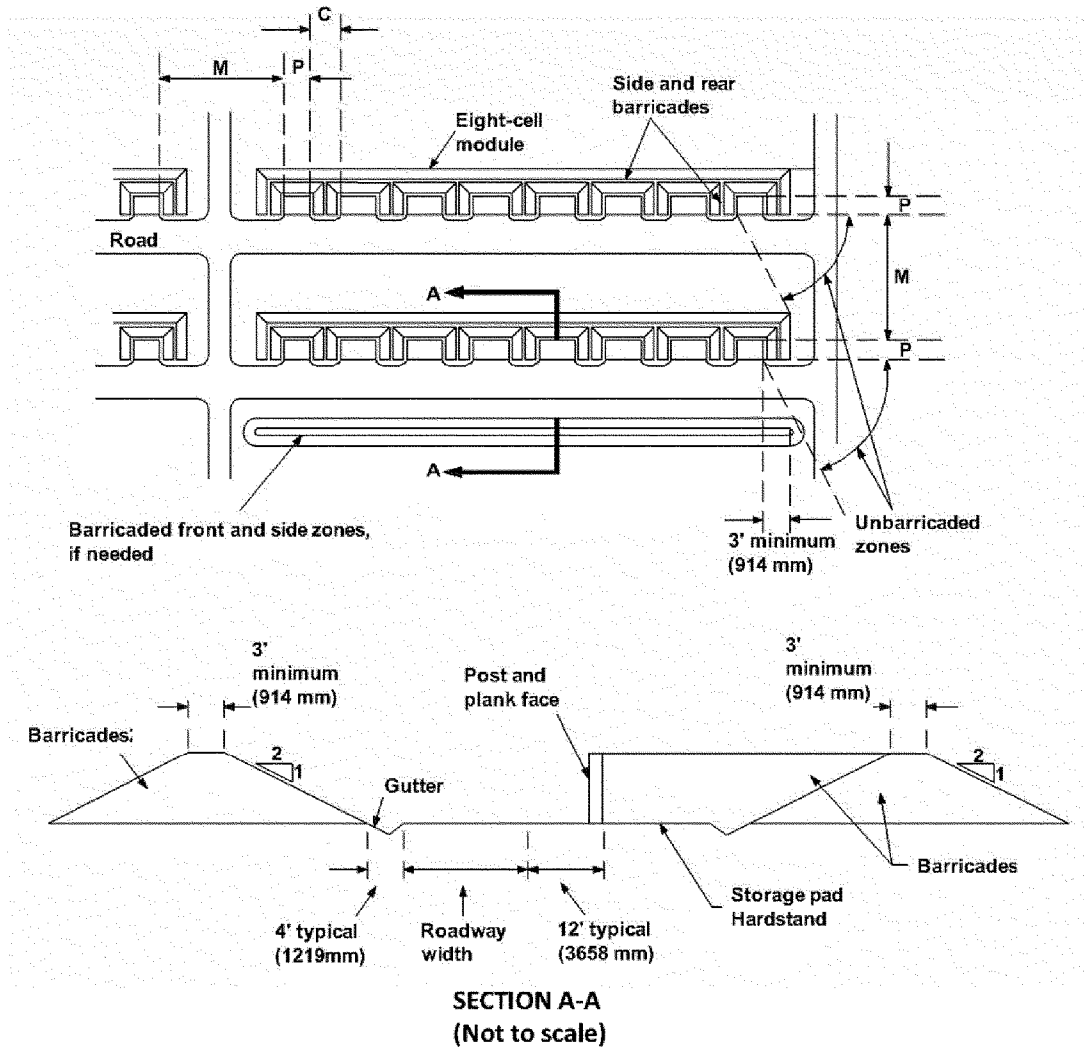 C
M
P
Side and rear
barricades
Eight-cell
module
P
Road
M
A
P
A
Barricaded front and side zones,
if needed
3' minimum
(914 mm)
Unbarricaded
zones
3'
minimum
(914 mm)
Post and
plank face
3'
minimum
(914 mm)
Barricades:
2
1
Gutter
2
1
Barricades
4' typical
(1219mm)
Roadway
width
12' typical
(3658 mm)
Storage pad
Hardstand
SECTION A-A
(Not to scale)